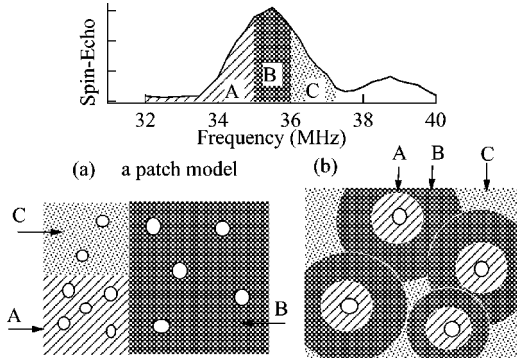 Spin-Echo
A
B
C
32 34 36 38 40
Frequency (MHz)
(a) a patch model
(b)
A B C
C
A
B